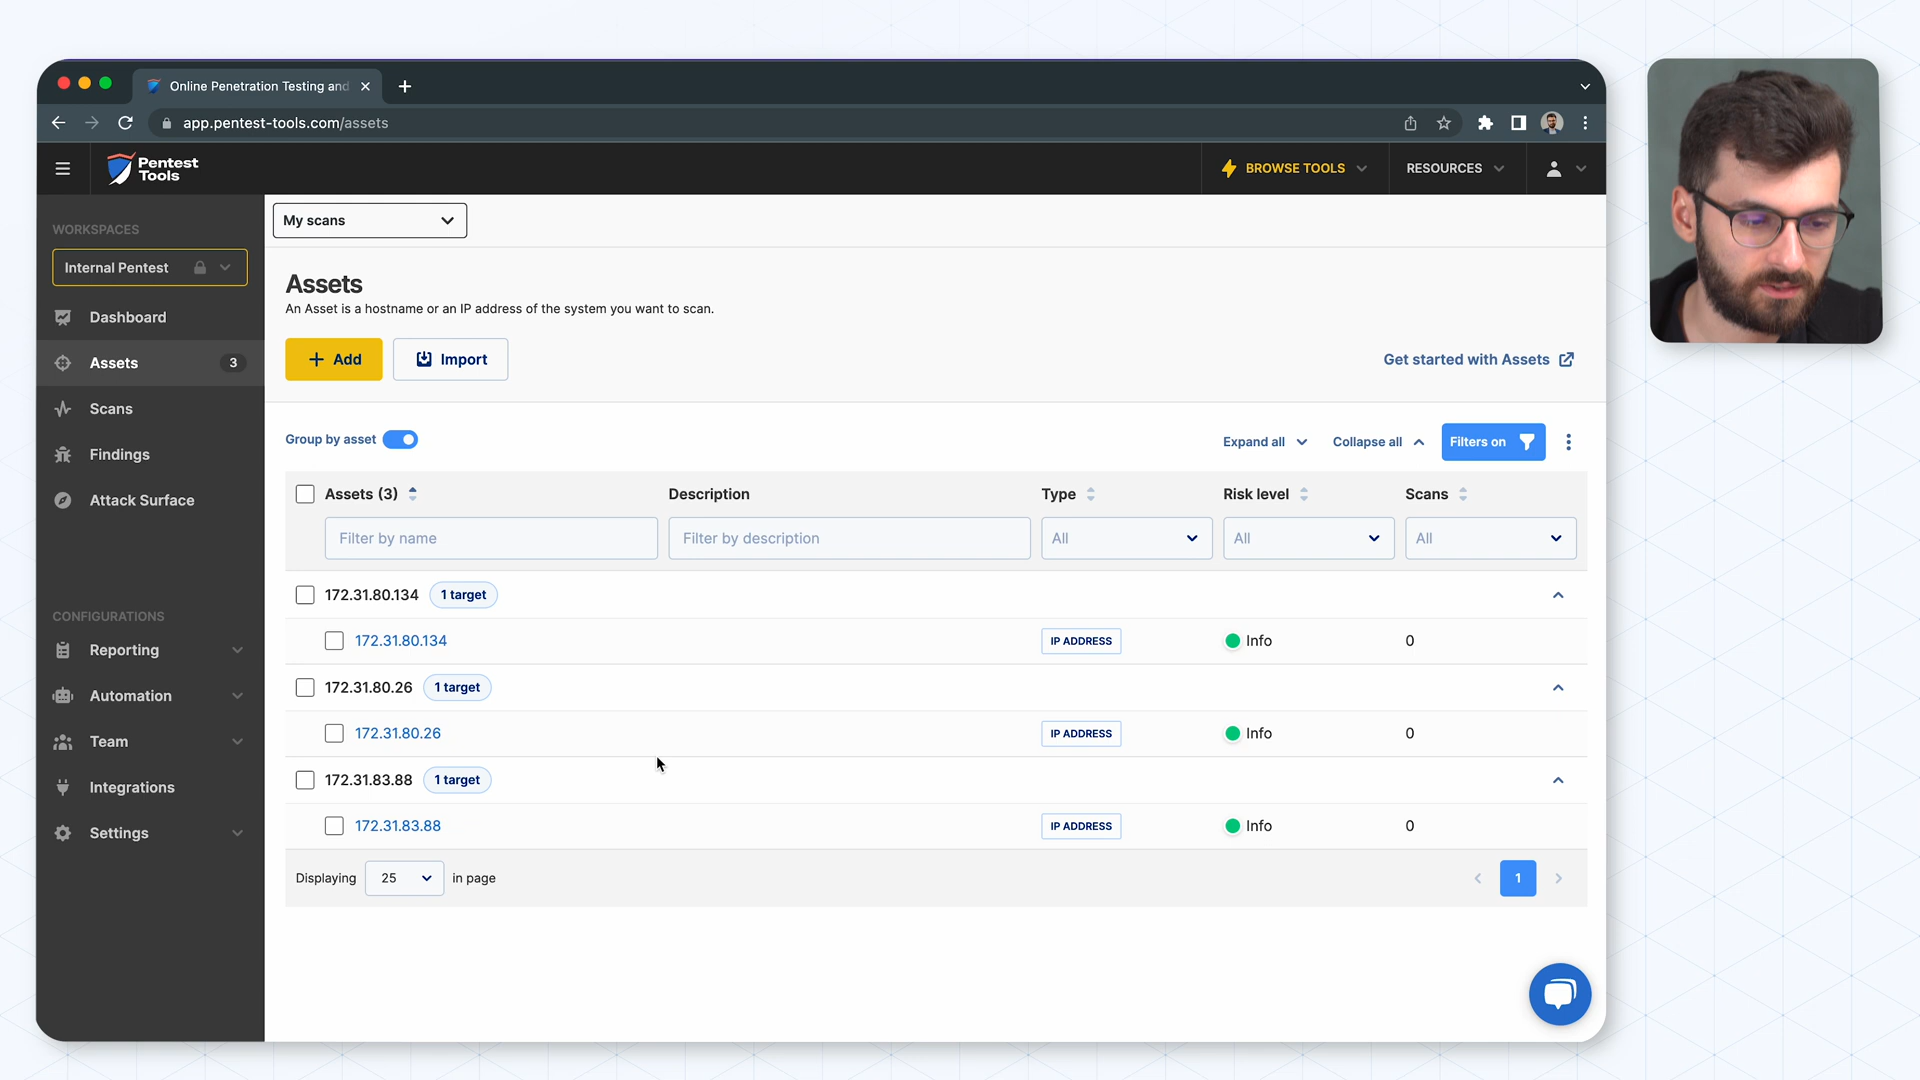 Online Penetration Testing and
app.pentest-tools.com/assets
Pentest
Tools
BROWSE TOOLS
RESOURCES
WORKSPACES
Internal Pentest
Dashboard
Assets 3
Scans
Findings
Attack Surface
CONFIGURATIONS
Reporting
Automation
Team
Integrations
Settings
My scans
Assets
An Asset is a hostname or an IP address of the system you want to scan.
+ Add
Import
Get started with Assets
Group by asset
Expand all
Collapse all
Filters on
Assets (3) Description Type Risk level Scans
Filter by name Filter by description All All All
172.31.80.134 1 target
172.31.80.134 IP ADDRESS Info 0
172.31.80.26 1 target
172.31.80.26 IP ADDRESS Info 0
172.31.83.88 1 target
172.31.83.88 IP ADDRESS Info 0
Displaying 25 in page
1